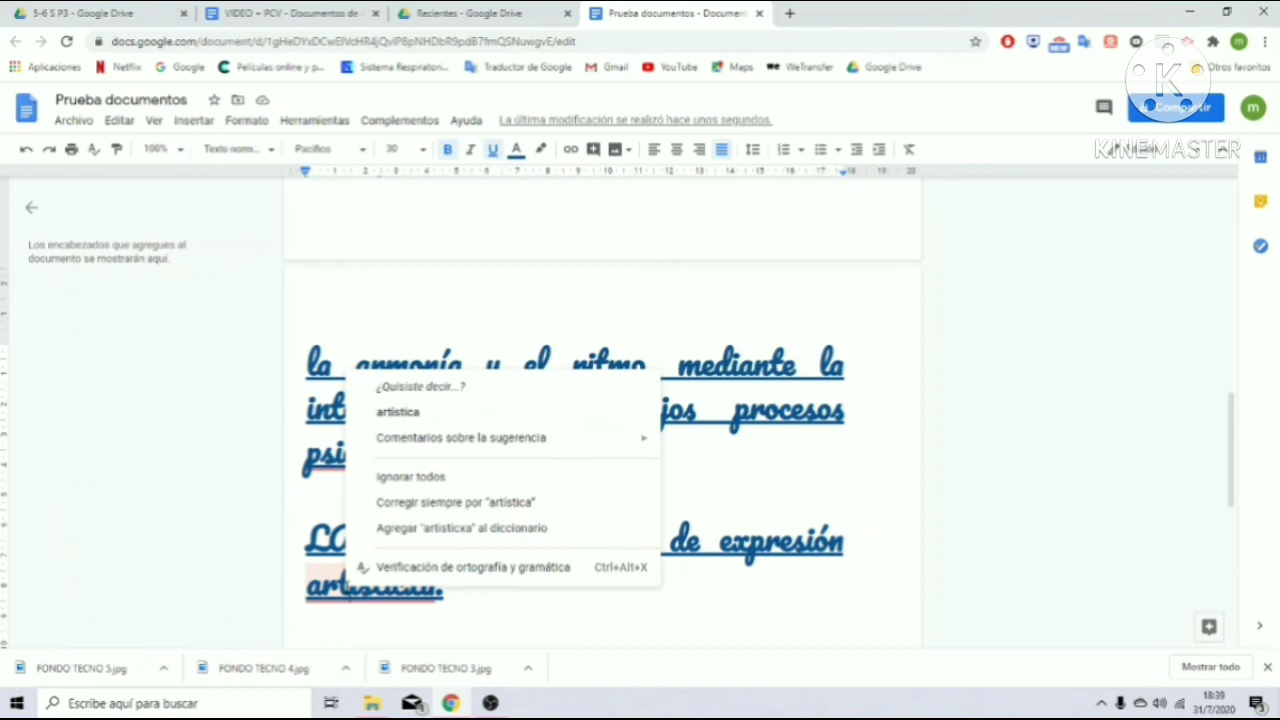 5-6 S P3 - Google Drive
VIDEO + PCV - Documentos de
Recientes - Google Drive
Prueba documentos - Document
docs.google.com/document/d/
Aplicaciones
Netflix
Google
Películas online y p...
Sistema Respiratori...
Traductor de Google
Gmail
YouTube
Maps
WeTransfer
Google Drive
Otros favoritos
Prueba documentos
K
Compartir
m
Archivo Editar Ver Insertar Formato Herramientas Complementos Ayuda
La última modificación se realizó hace unos segundos.
KINEMASTER
100% Texto norm... Pacifico 30 B I U A
Los encabezados que agregues al
documento se mostrarán aquí.
la armonía y el ritmo mediante la
procesos
de expresión
¿Quisiste decir...?
artística
Comentarios sobre la sugerencia
Ignorar todos
Corregir siempre por "artística"
Agregar "artisticxa" al diccionario
Verificación de ortografía y gramática Ctrl+Alt+X
FONDO TECNO 5.jpg
FONDO TECNO 4.jpg
FONDO TECNO 3.jpg
Mostrar todo
Escribe aquí para buscar
18:39
31/7/2020